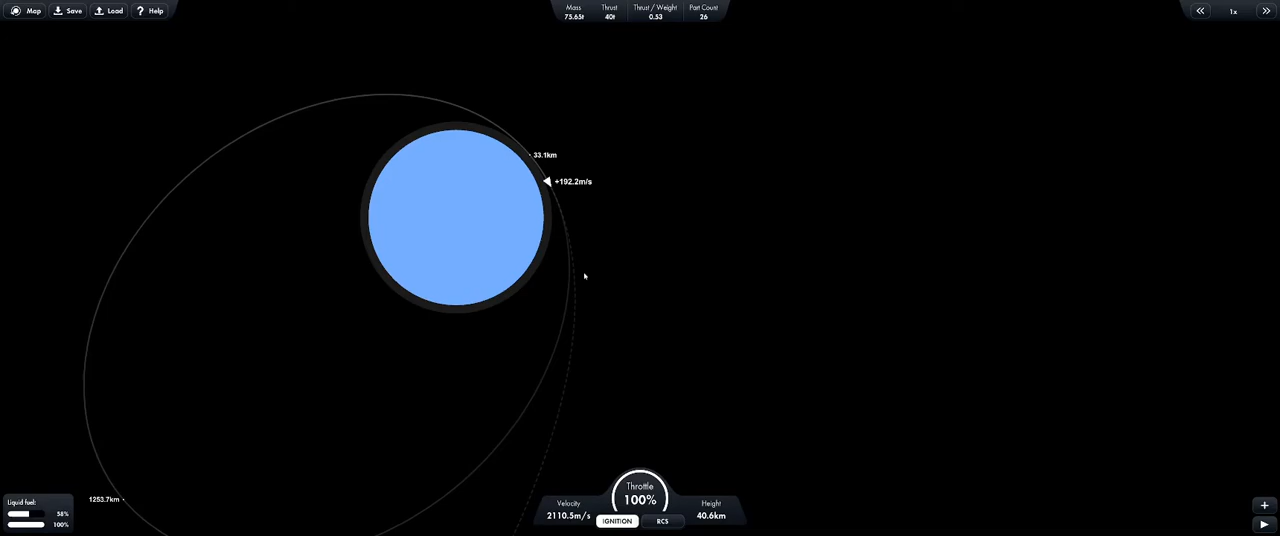 Map
Save
Load
? Help
Mass
75.65t
Thrust
40t
Thrust / Weight
0.53
Part Count
26
1x
33.1km
+192.2m/s
1253.7km
Liquid fuel:
58%
100%
Throttle
100%
Velocity
2110.5m/s
Height
40.6km
IGNITION
RCS